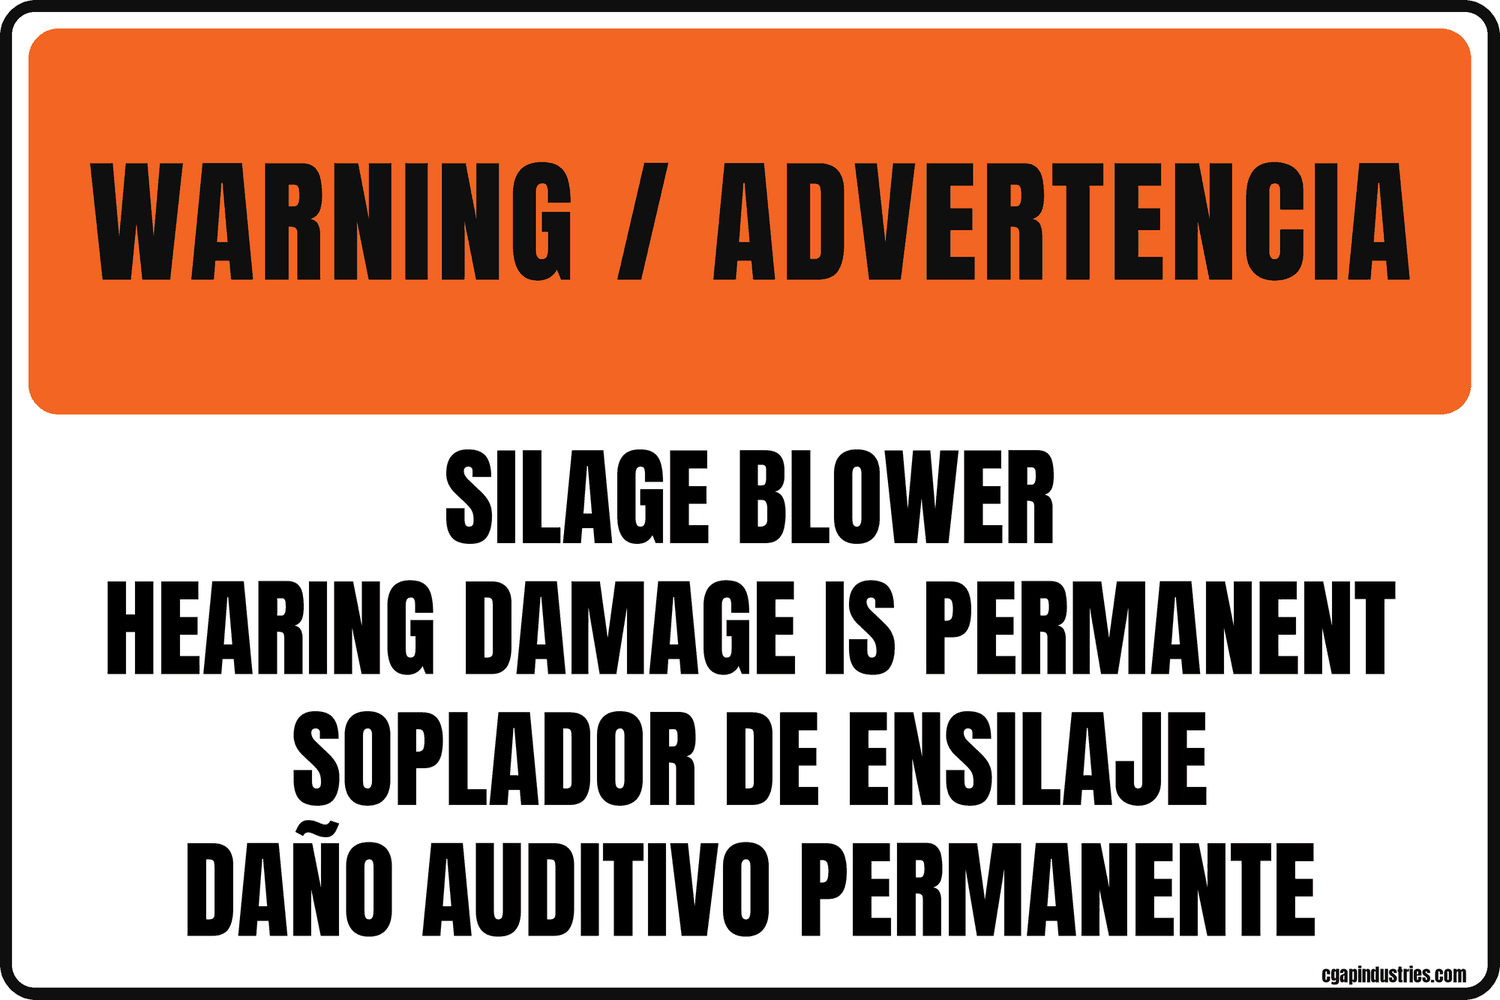 WARNING / ADVERTENCIA
SILAGE BLOWER
HEARING DAMAGE IS PERMANENT
SOPLADOR DE ENSILAJE
DAÑO AUDITIVO PERMANENTE
cgapindustries.com